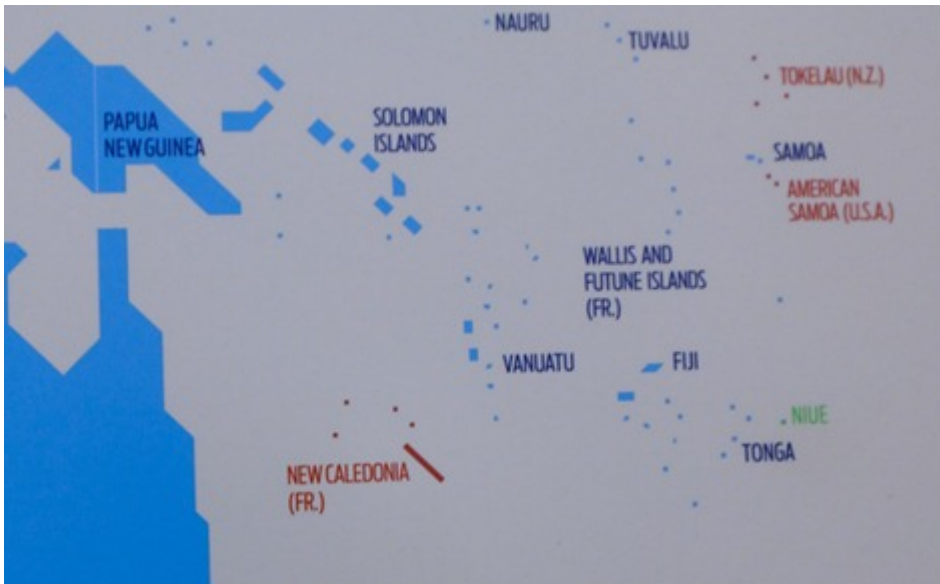 NAURU
TUVALU
TOKELAU (N.Z.)
PAPUA
NEW GUINEA
SOLOMON
ISLANDS
SAMOA
AMERICAN
SAMOA (U.S.A.)
WALLIS AND
FUTUNE ISLANDS
(FR.)
VANUATU
FIJI
NIUE
TONGA
NEW CALEDONIA
(FR.)